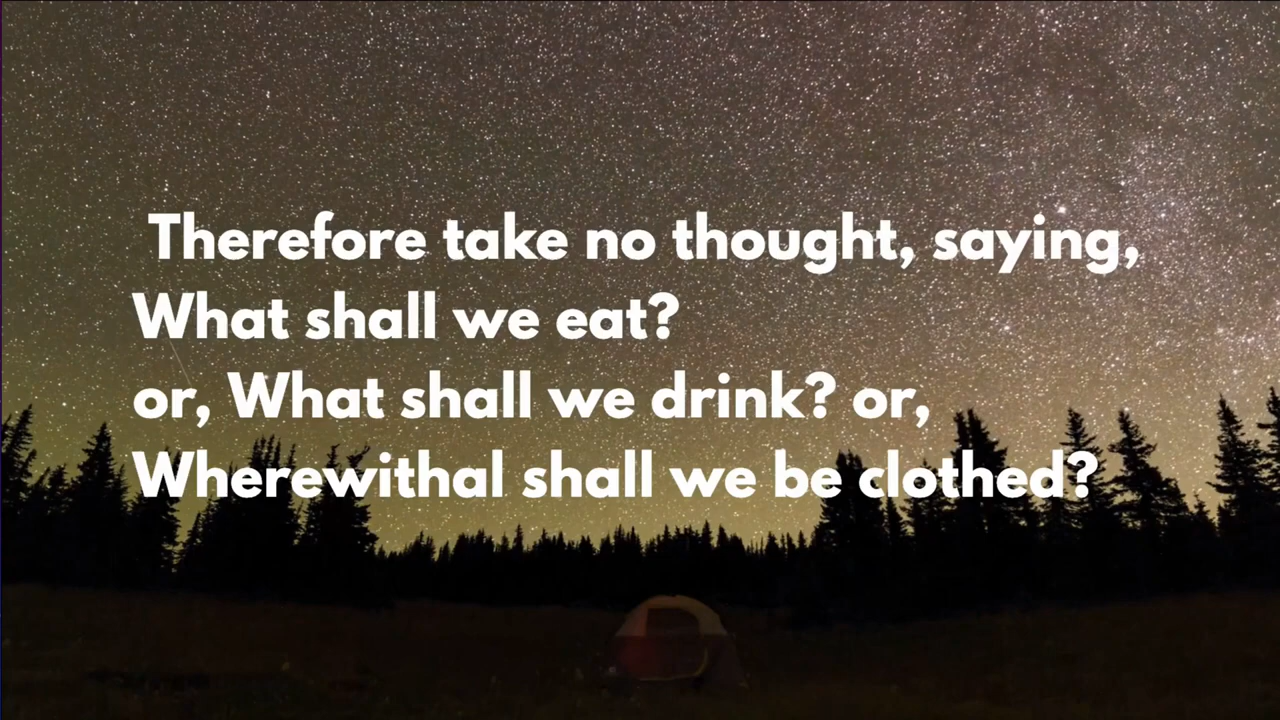 Therefore take no thought, saying,
What shall we eat?
or, What shall we drink? or,
Wherewithal shall we be clothed?